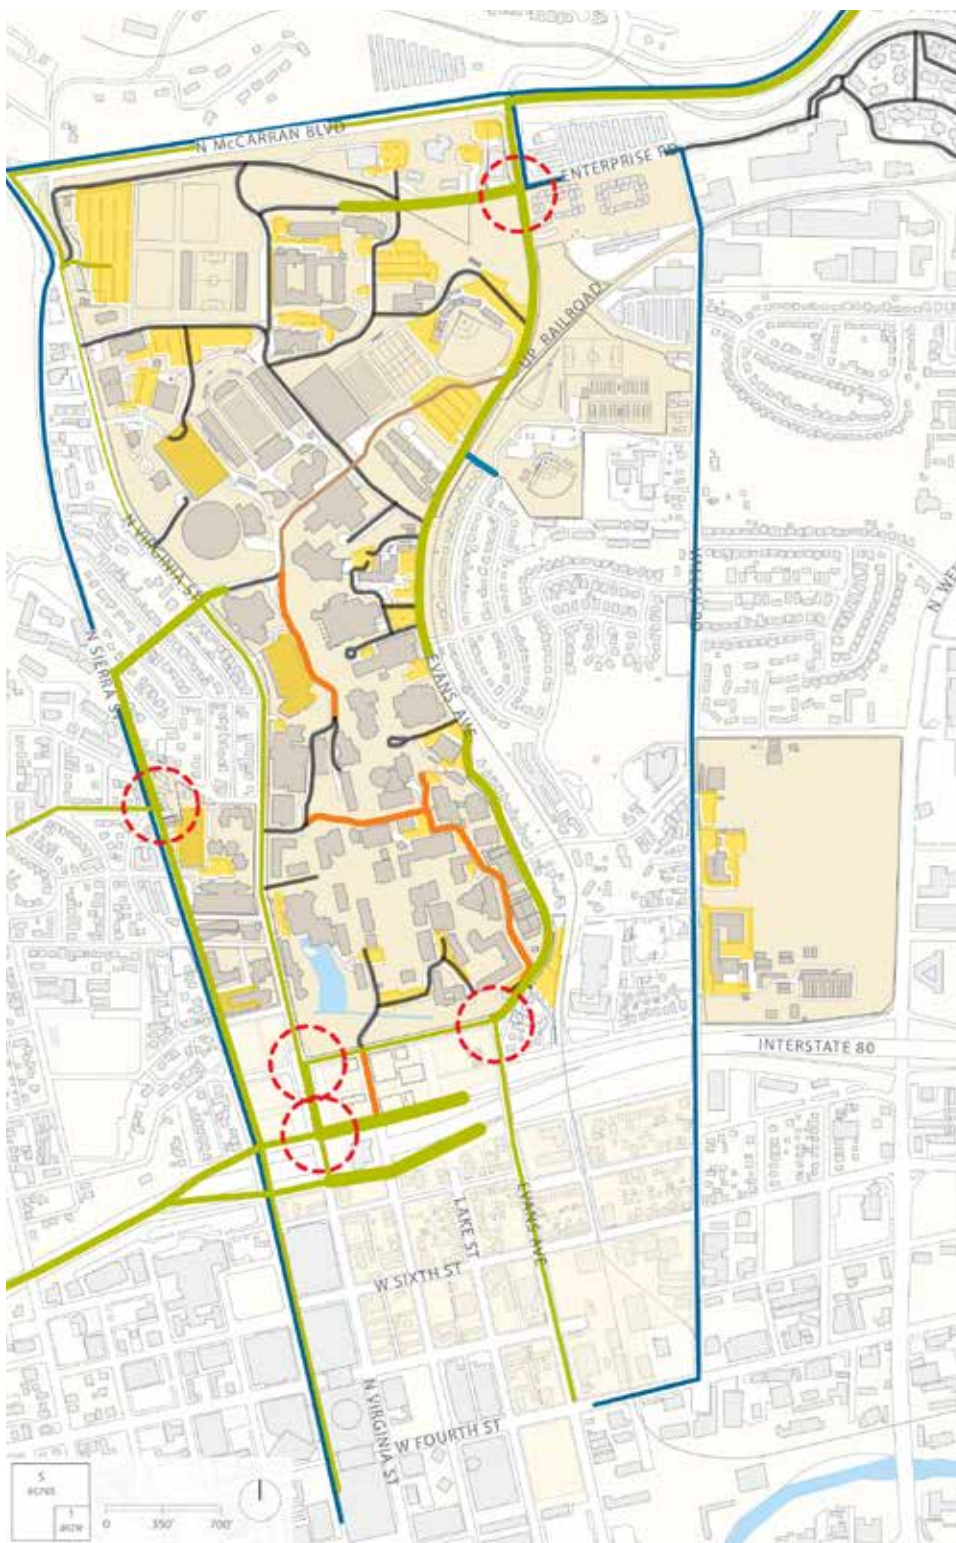 N McCARRAN BLVD
ENTERPRISE RD
UP RAILROAD
N VIRGINIA ST
N SIERRA ST
EVANS AVE
INTERSTATE 80
EVANS AVE
LAKE ST
W SIXTH ST
N VIRGINIA ST
W FOURTH ST
S
0 350' 700'